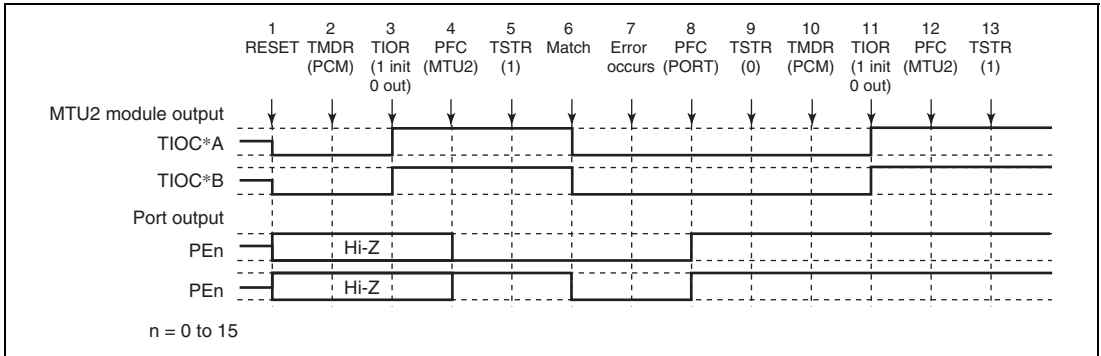 1 2 3 4 5 6 7 8 9 10 11 12 13
RESET TMDR TIOR PFC TSTR Match Error PFC TSTR TMDR TIOR PFC TSTR
(PCM) (1 init (MTU2) (1) occurs (PORT) (0) (PCM) (1 init (MTU2) (1)
0 out) 0 out)
MTU2 module output
TIOC*A
TIOC*B
Port output
PEn Hi-Z
PEn Hi-Z
n = 0 to 15